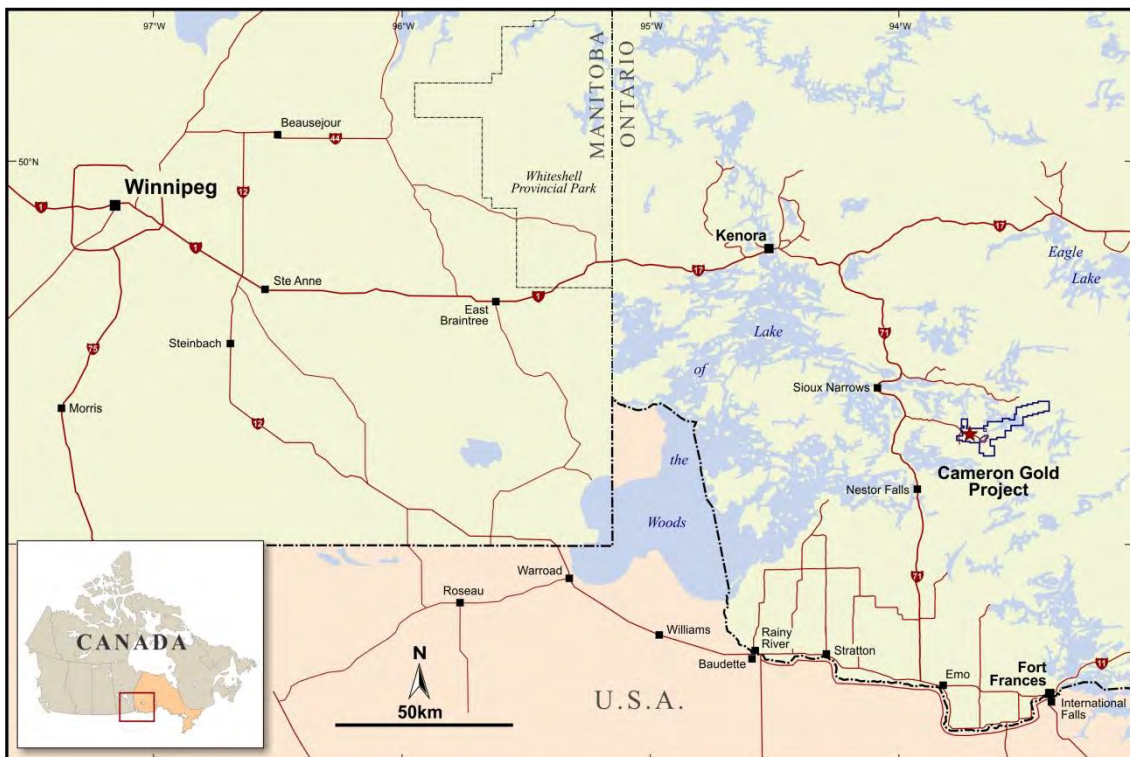 97°W
96°W
95°W
94°W
MANITOBA
ONTARIO
Beausejour
44
50°N
Whiteshell
Provincial Park
12
Winnipeg
1
1
Kenora
17
17
Eagle
Lake
Ste Anne
East
Braintree
1
Lake
71
of
Steinbach
75
Sioux Narrows
Morris
12
the
Cameron Gold
Project
Nestor Falls
Woods
CANADA
Warroad
71
Roseau
Williams
Rainy
River
Stratton
Baudette
N
50km
U.S.A.
Emo
Fort
Frances
11
International
Falls